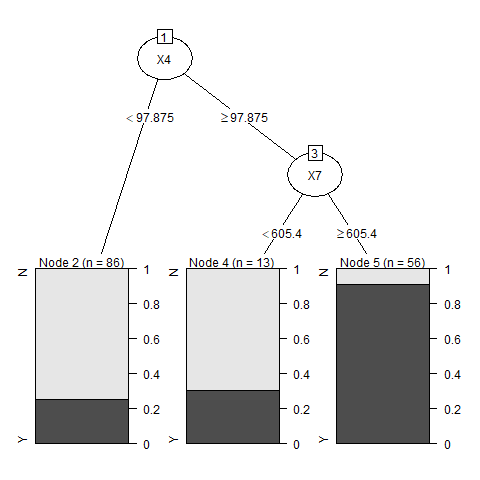 1
X4
< 97.875
≥97.875
3
X7
<605.4
≥605.4
Node 2 (n = 86)
N
Y
1
0.8
0.6
0.4
0.2
0
Node 4 (n = 13)
N
Y
1
0.8
0.6
0.4
0.2
0
Node 5 (n = 56)
N
Y
1
0.8
0.6
0.4
0.2
0